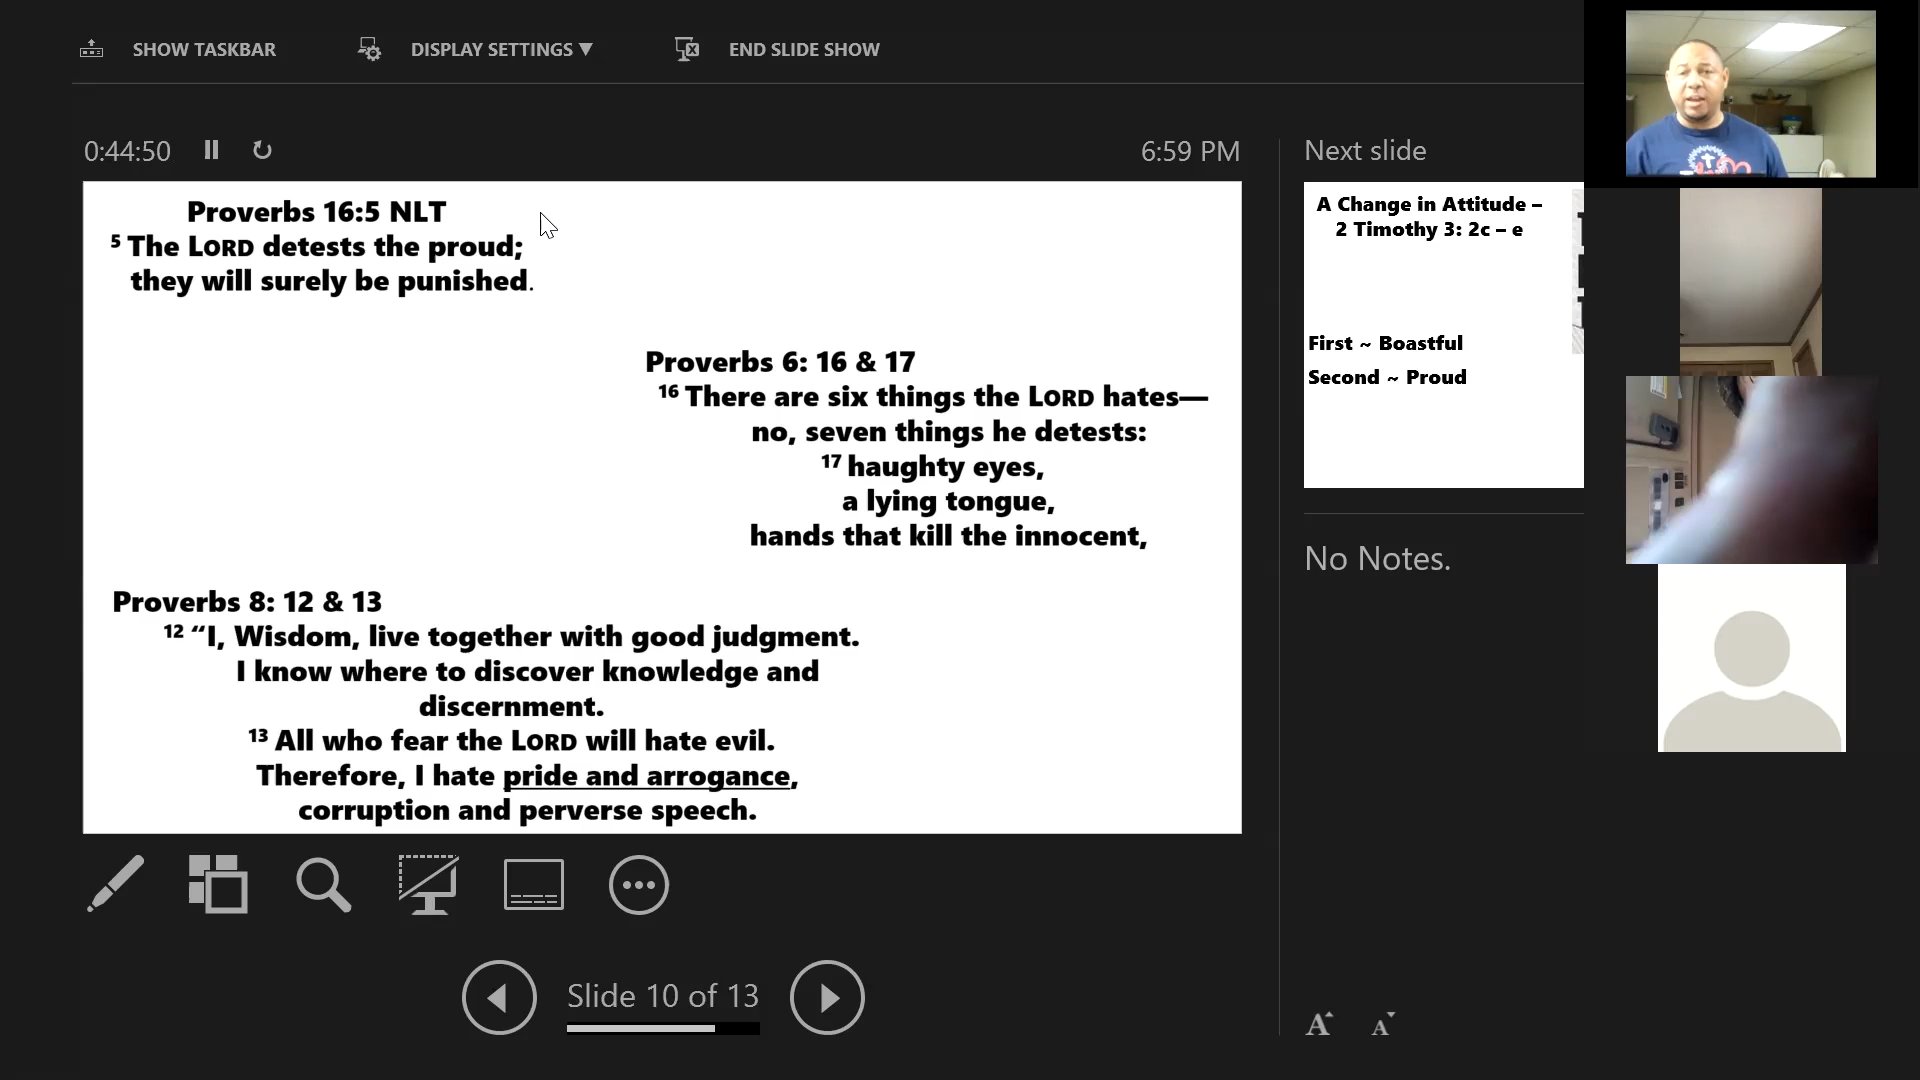 SHOW TASKBAR
DISPLAY SETTINGS ▼
END SLIDE SHOW
0:44:50
6:59 PM
Next slide
Proverbs 16:5 NLT
5 The LORD detests the proud;
they will surely be punished.
Proverbs 6: 16 & 17
16 There are six things the LORD hates—
no, seven things he detests:
17 haughty eyes,
a lying tongue,
hands that kill the innocent,
Proverbs 8: 12 & 13
12 “I, Wisdom, live together with good judgment.
I know where to discover knowledge and
discernment.
13 All who fear the LORD will hate evil.
Therefore, I hate pride and arrogance,
corruption and perverse speech.
A Change in Attitude –
2 Timothy 3: 2c – e
First ~ Boastful
Second ~ Proud
No Notes.
Slide 10 of 13
A A